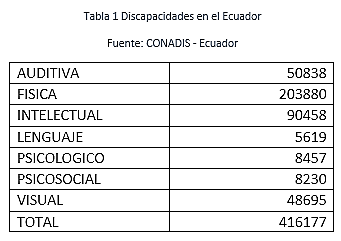 Tabla 1 Discapacidades en el Ecuador
Fuente: CONADIS - Ecuador
AUDITIVA 50838
FISICA 203880
INTELECTUAL 90458
LENGUAJE 5619
PSICOLOGICO 8457
PSICOSOCIAL 8230
VISUAL 48695
TOTAL 416177